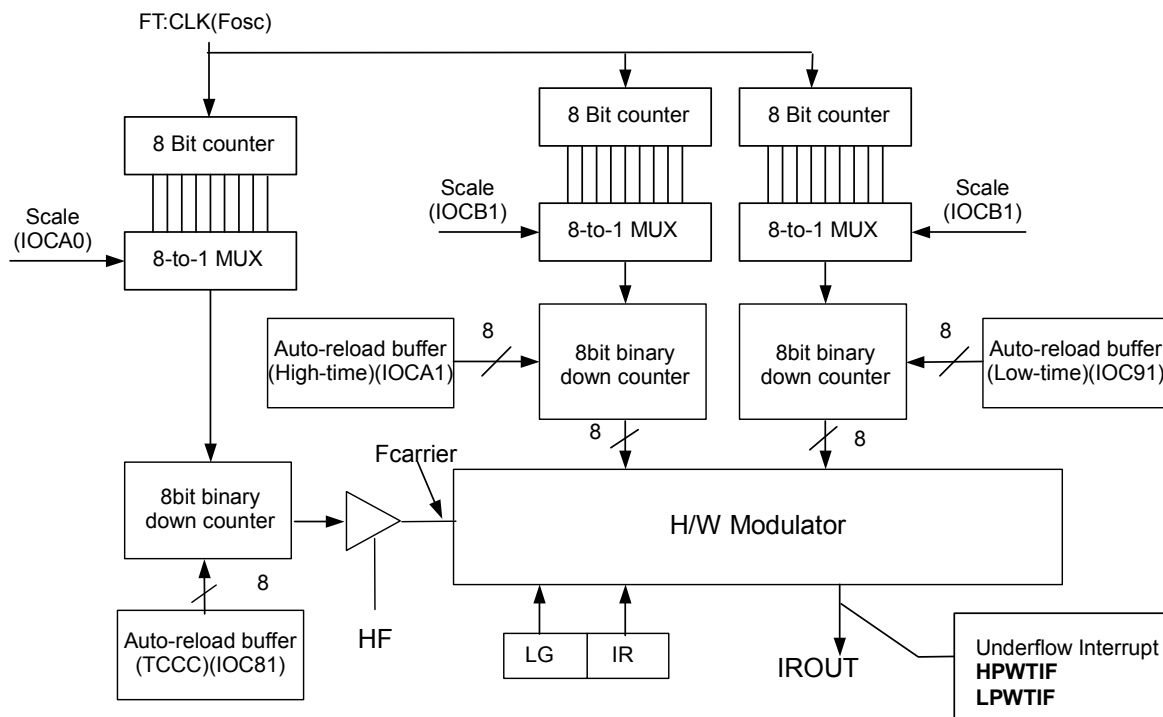 FT:CLK(Fosc)
8 Bit counter
8 Bit counter
8 Bit counter
Scale
(IOCA0)
8-to-1 MUX
Scale
(IOCB1)
8-to-1 MUX
8-to-1 MUX
Scale
(IOCB1)
Auto-reload buffer
(High-time)(IOCA1)
8
8bit binary
down counter
8bit binary
down counter
8
Auto-reload buffer
(Low-time)(IOC91)
8
8
8bit binary
down counter
Fcarrier
H/W Modulator
8
Auto-reload buffer
(TCCC)(IOC81)
HF
LG
IR
IROUT
Underflow Interrupt
HPWTIF
LPWTIF